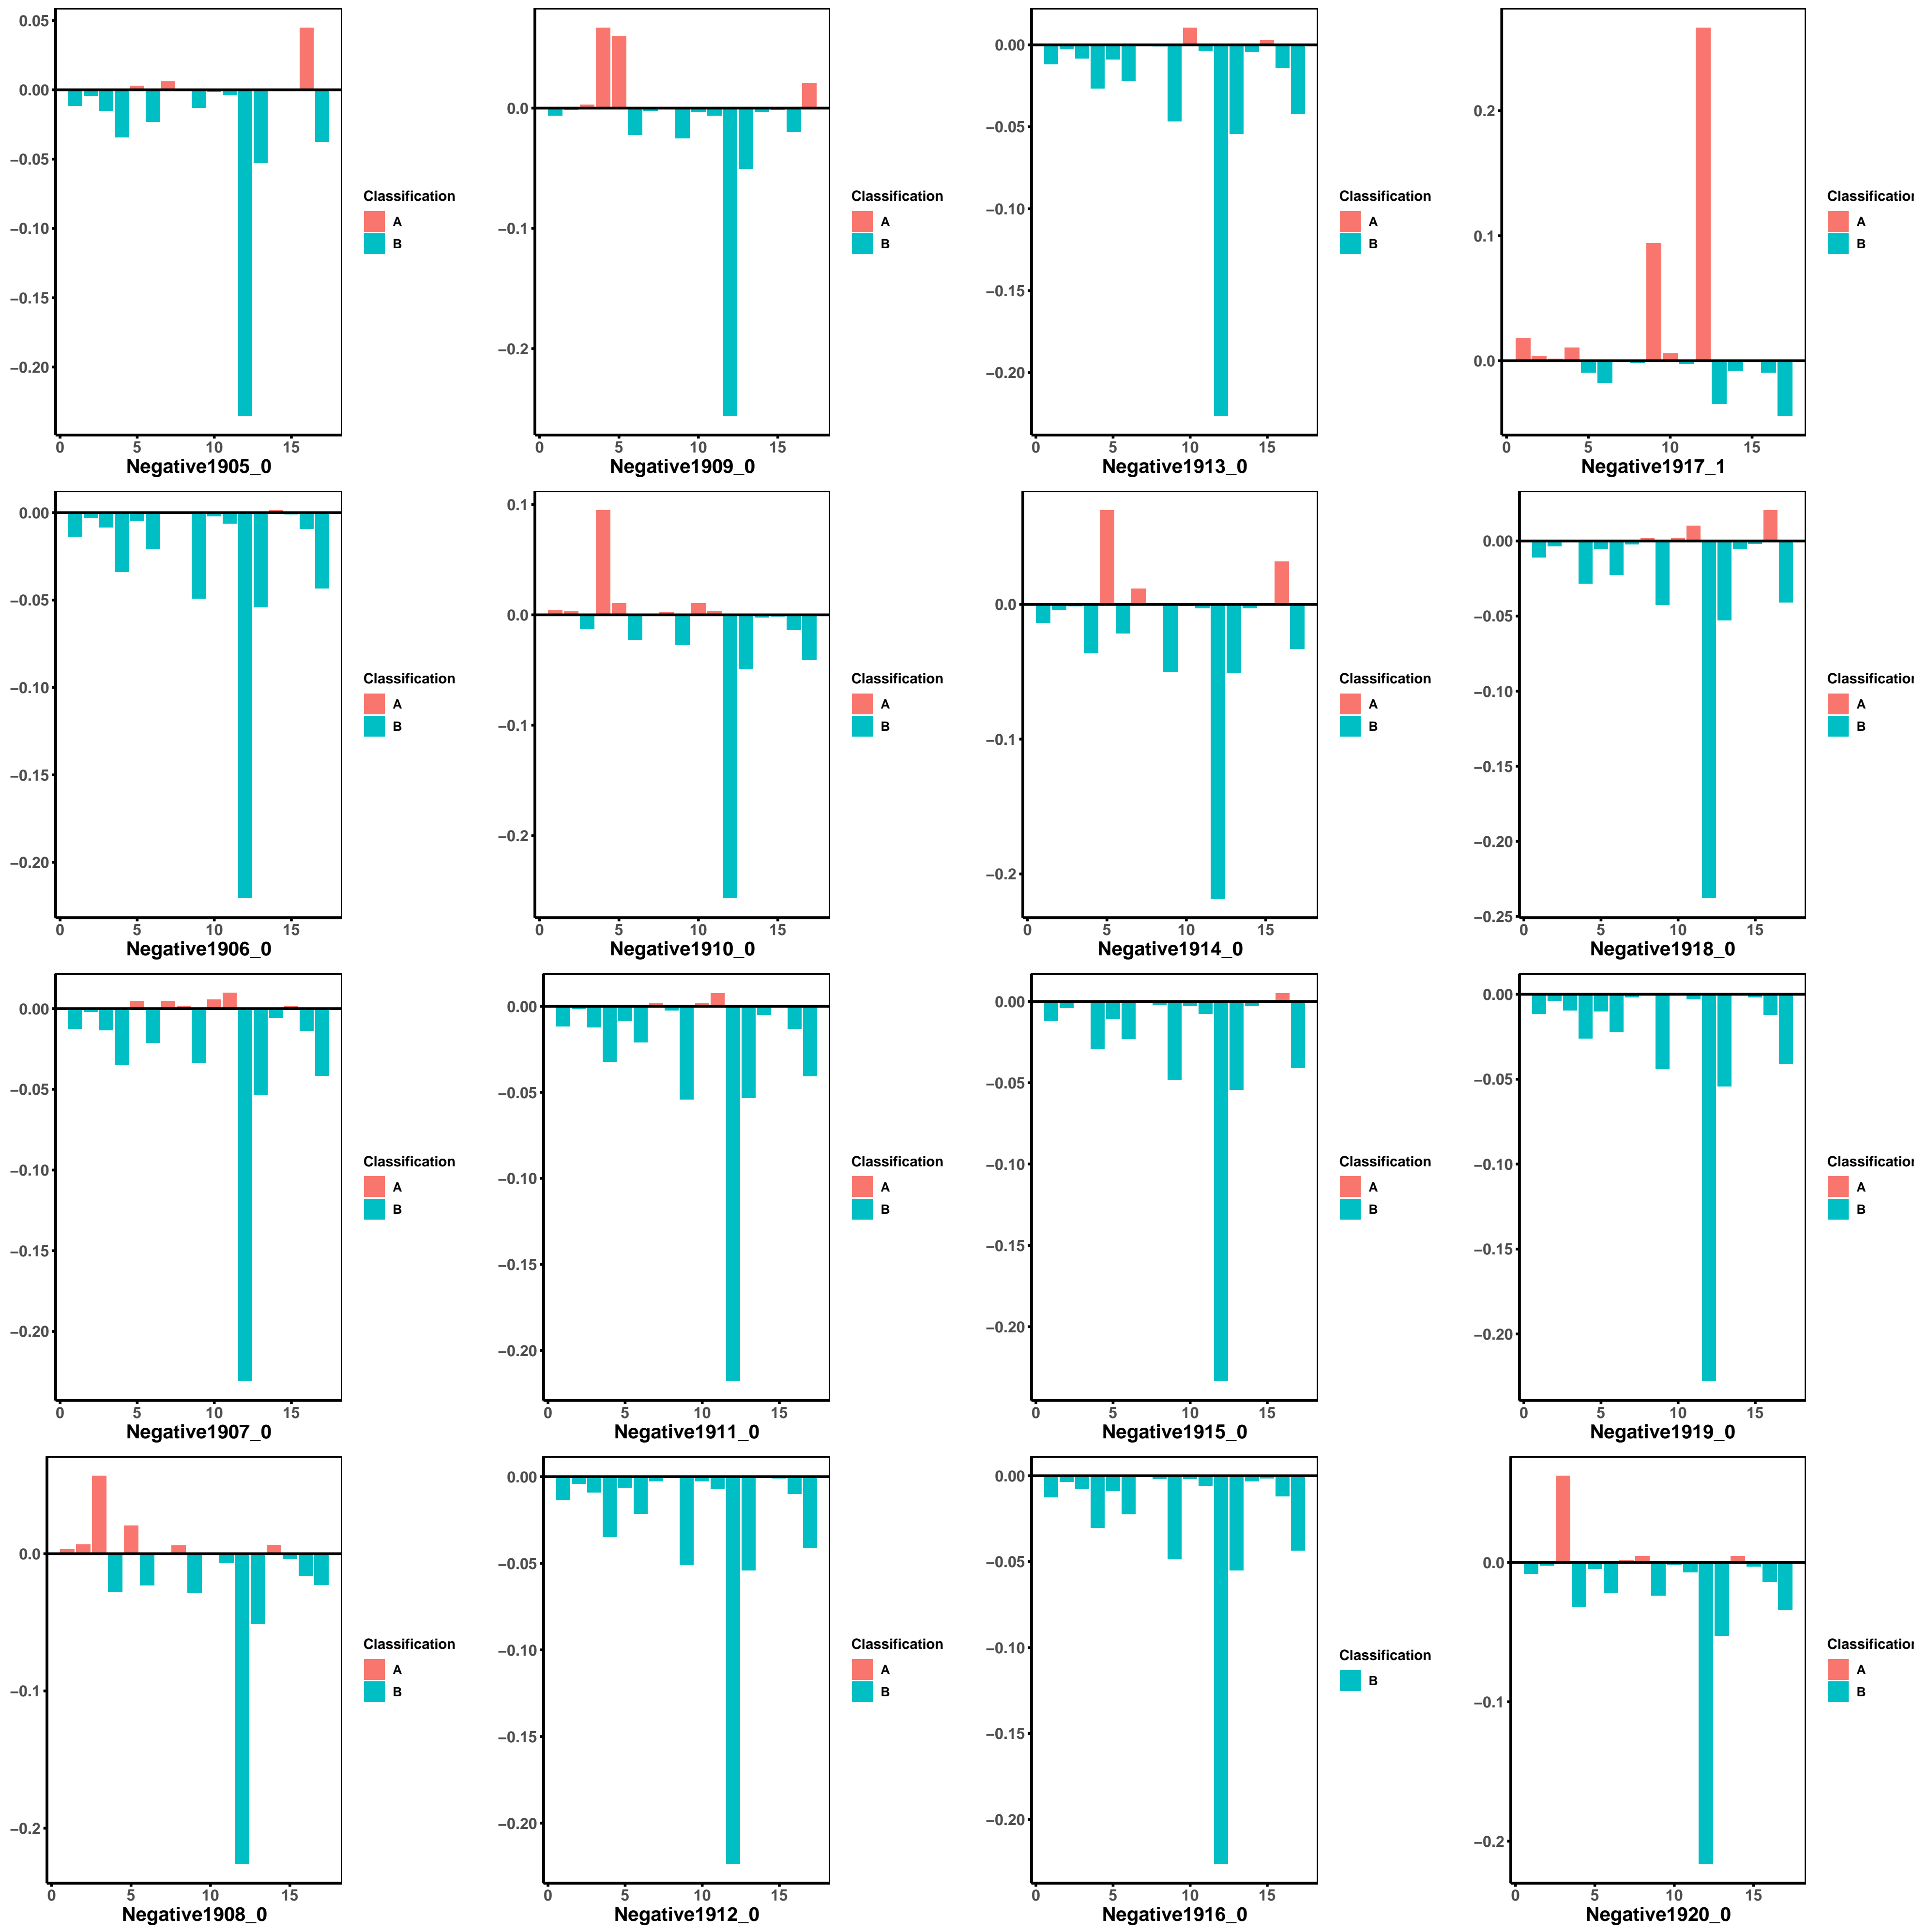 0.05
0.00
−0.05
−0.10
−0.15
−0.20
0
5
10
15
Negative1905_0
Classification
A
B
0.0
−0.1
−0.2
0
5
10
15
Negative1909_0
Classification
A
B
0.00
−0.05
−0.10
−0.15
−0.20
0
5
10
15
Negative1913_0
Classification
A
B
0.2
0.1
0.0
0
5
10
15
Negative1917_1
Classification
A
B
0.00
−0.05
−0.10
−0.15
−0.20
0
5
10
15
Negative1906_0
Classification
A
B
0.1
0.0
−0.1
−0.2
0
5
10
15
Negative1910_0
Classification
A
B
0.0
−0.1
−0.2
0
5
10
15
Negative1914_0
Classification
A
B
0.00
−0.05
−0.10
−0.15
−0.20
−0.25
0
5
10
15
Negative1918_0
Classification
A
B
0.00
−0.05
−0.10
−0.15
−0.20
0
5
10
15
Negative1907_0
Classification
A
B
0.00
−0.05
−0.10
−0.15
−0.20
0
5
10
15
Negative1911_0
Classification
A
B
0.00
−0.05
−0.10
−0.15
−0.20
0
5
10
15
Negative1915_0
Classification
A
B
0.00
−0.05
−0.10
−0.15
−0.20
0
5
10
15
Negative1919_0
Classification
A
B
0.0
−0.1
−0.2
0
5
10
15
Negative1908_0
Classification
A
B
0.00
−0.05
−0.10
−0.15
−0.20
0
5
10
15
Negative1912_0
Classification
A
B
0.00
−0.05
−0.10
−0.15
−0.20
0
5
10
15
Negative1916_0
Classification
B
0.0
−0.1
−0.2
0
5
10
15
Negative1920_0
Classification
A
B